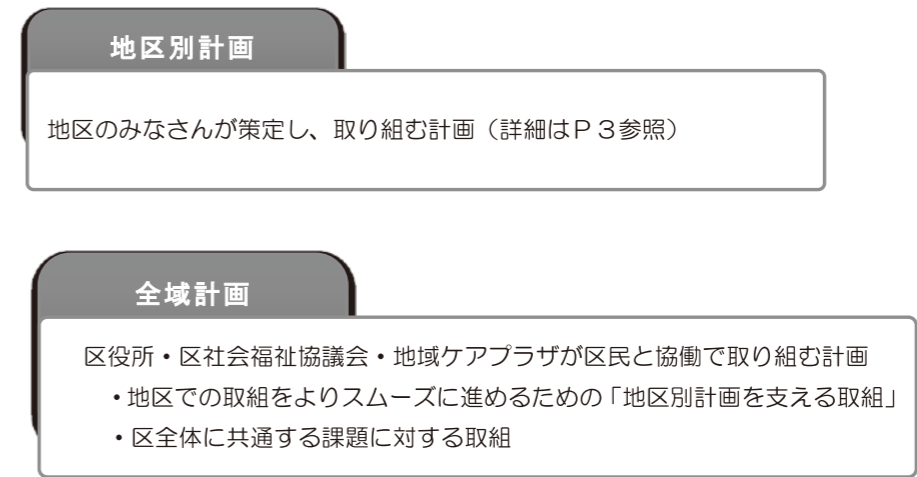 地区別計画
地区のみなさんが策定し、取り組む計画（詳細はＰ３参照）
全域計画
区役所・区社会福祉協議会・地域ケアプラザが区民と協働で取り組む計画
・地区での取組をよりスムーズに進めるための「地区別計画を支える取組」
・区全体に共通する課題に対する取組